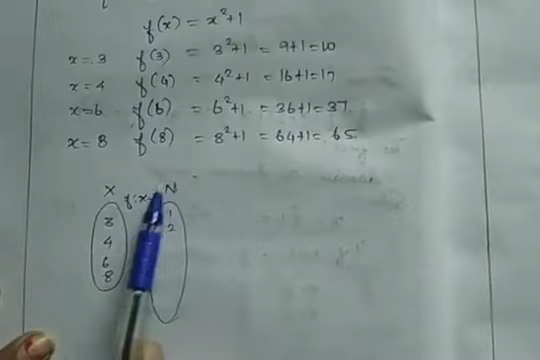 f(x) = x²+1
x=3 f(3) = 3²+1 = 9+1=10
x=4 f(4) = 4²+1 = 16+1=17
x=6 f(6) = 6²+1 = 36+1=37
x=8 f(8) = 8²+1 = 64+1= 65
X N
f:x
3 1
4 2
6
8